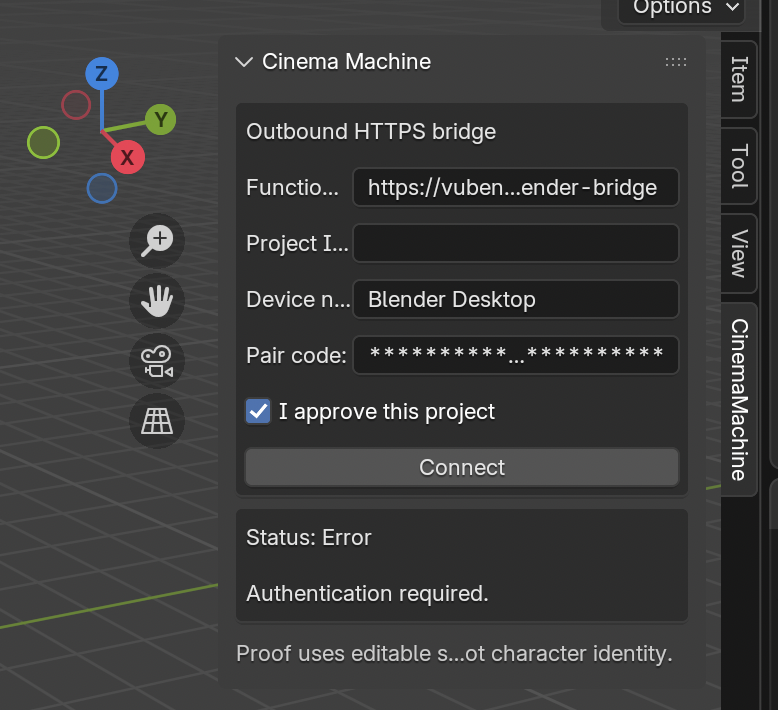 Options
Cinema Machine
Outbound HTTPS bridge
Functio... https://vuben...ender-bridge
Project I...
Device n... Blender Desktop
Pair code: **********...**********
I approve this project
Connect
Status: Error
Authentication required.
Proof uses editable s...ot character identity.
Z
Y
X
Item
Tool
View
CinemaMachine